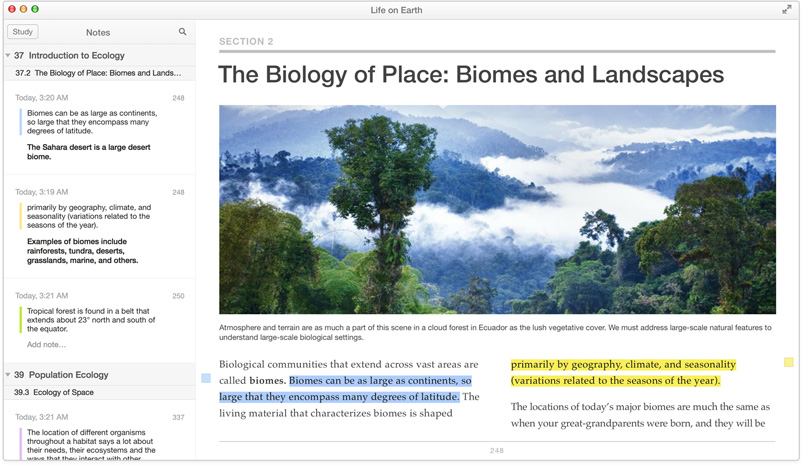 Life on Earth
Study
Notes
37 Introduction to Ecology
37.2 The Biology of Place: Biomes and Lands...
Today, 3:20 AM 248
Biomes can be as large as continents,
so large that they encompass many
degrees of latitude.
The Sahara desert is a large desert
biome.
Today, 3:19 AM 248
primarily by geography, climate, and
seasonality (variations related to the
seasons of the year).
Examples of biomes include
rainforests, tundra, deserts,
grasslands, marine, and others.
Today, 3:21 AM 250
Tropical forest is found in a belt that
extends about 23° north and south of
the equator.
Add note...
39 Population Ecology
39.3 Ecology of Space
Today, 3:21 AM 337
The location of different organisms
throughout a habitat says a lot about
their needs, their ecosystems and the
ways that they interact with other
SECTION 2
The Biology of Place: Biomes and Landscapes
Atmosphere and terrain are as much a part of this scene in a cloud forest in Ecuador as the lush vegetative cover. We must address large-scale natural features to
understand large-scale biological settings.
Biological communities that extend across vast areas are
called biomes. Biomes can be as large as continents, so
large that they encompass many degrees of latitude. The
living material that characterizes biomes is shaped
primarily by geography, climate, and seasonality
(variations related to the seasons of the year).
The locations of today's major biomes are much the same as
when your great-grandparents were born, and they will be
248